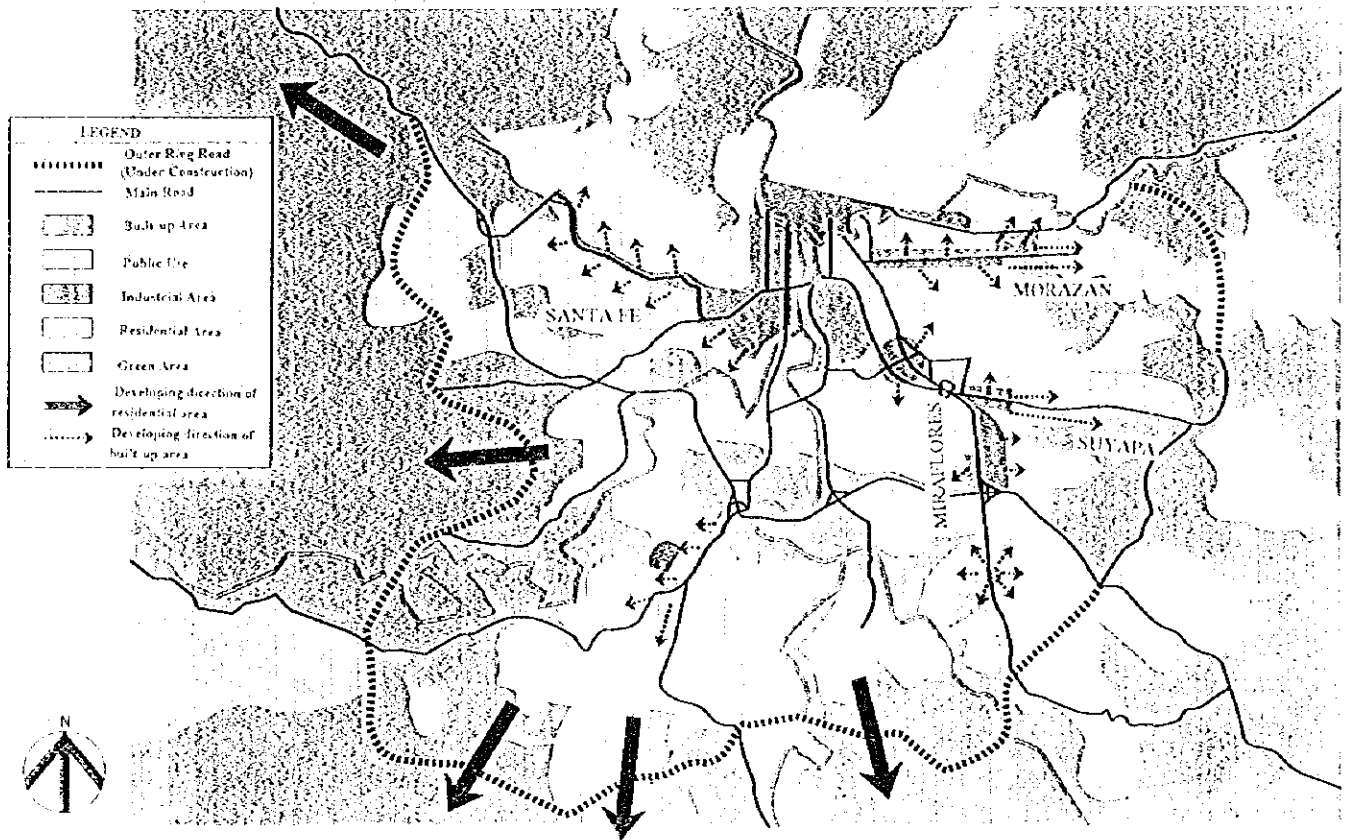 LEGEND
Outer Ring Road
(Under Construction)
Main Road
Built up Area
Public Use
Industrial Area
Residential Area
Green Area
Developing direction of
residential area
Developing direction of
built up area
SANTA FE
MORAZAN
MIRAFLORES
SUYAPA
N